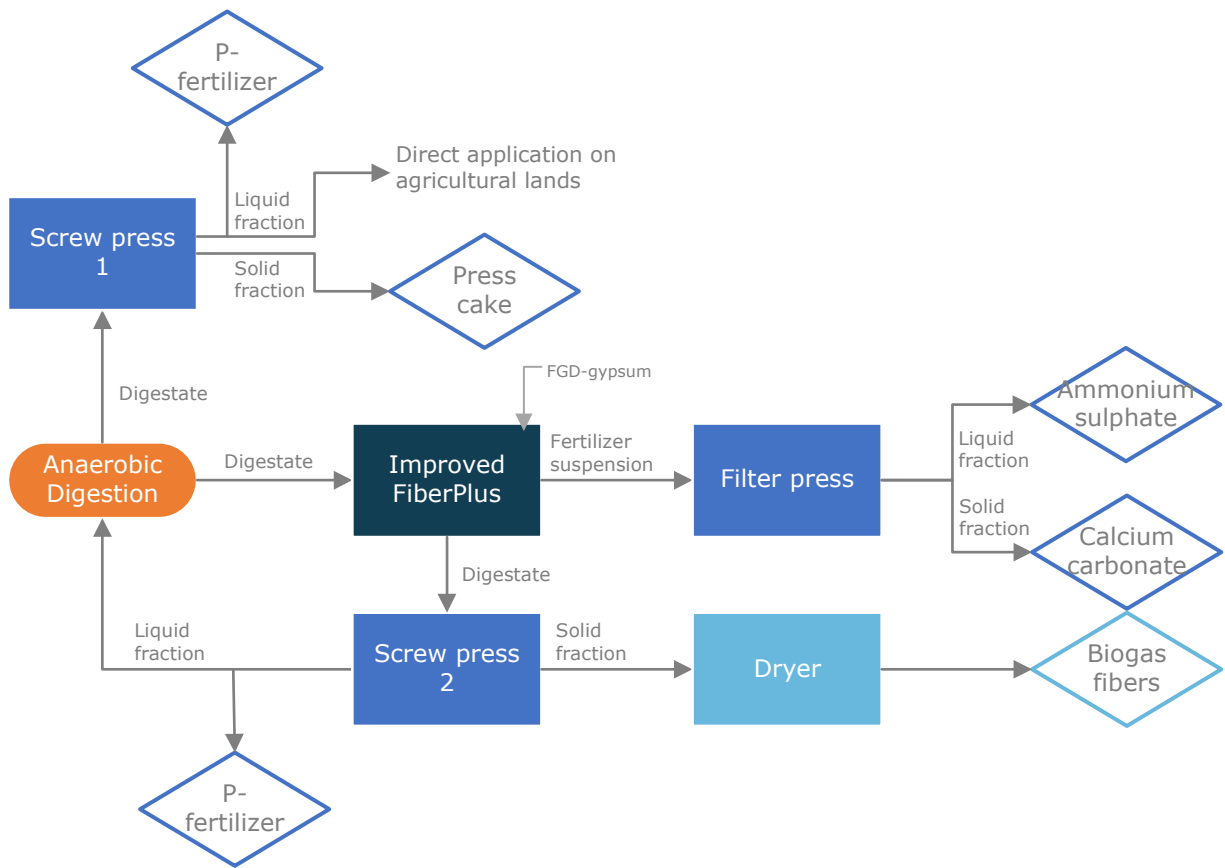 P-
fertilizer
Direct application on
agricultural lands
Liquid
fraction
Screw press
1
Solid
fraction
Press
cake
FGD-gypsum
Digestate
Ammonium
sulphate
Fertilizer
suspension
Liquid
fraction
Anaerobic
Digestion
Digestate
Improved
FiberPlus
Filter press
Solid
fraction
Calcium
carbonate
Digestate
Liquid
fraction
Screw press
2
Solid
fraction
Dryer
Biogas
fibers
P-
fertilizer